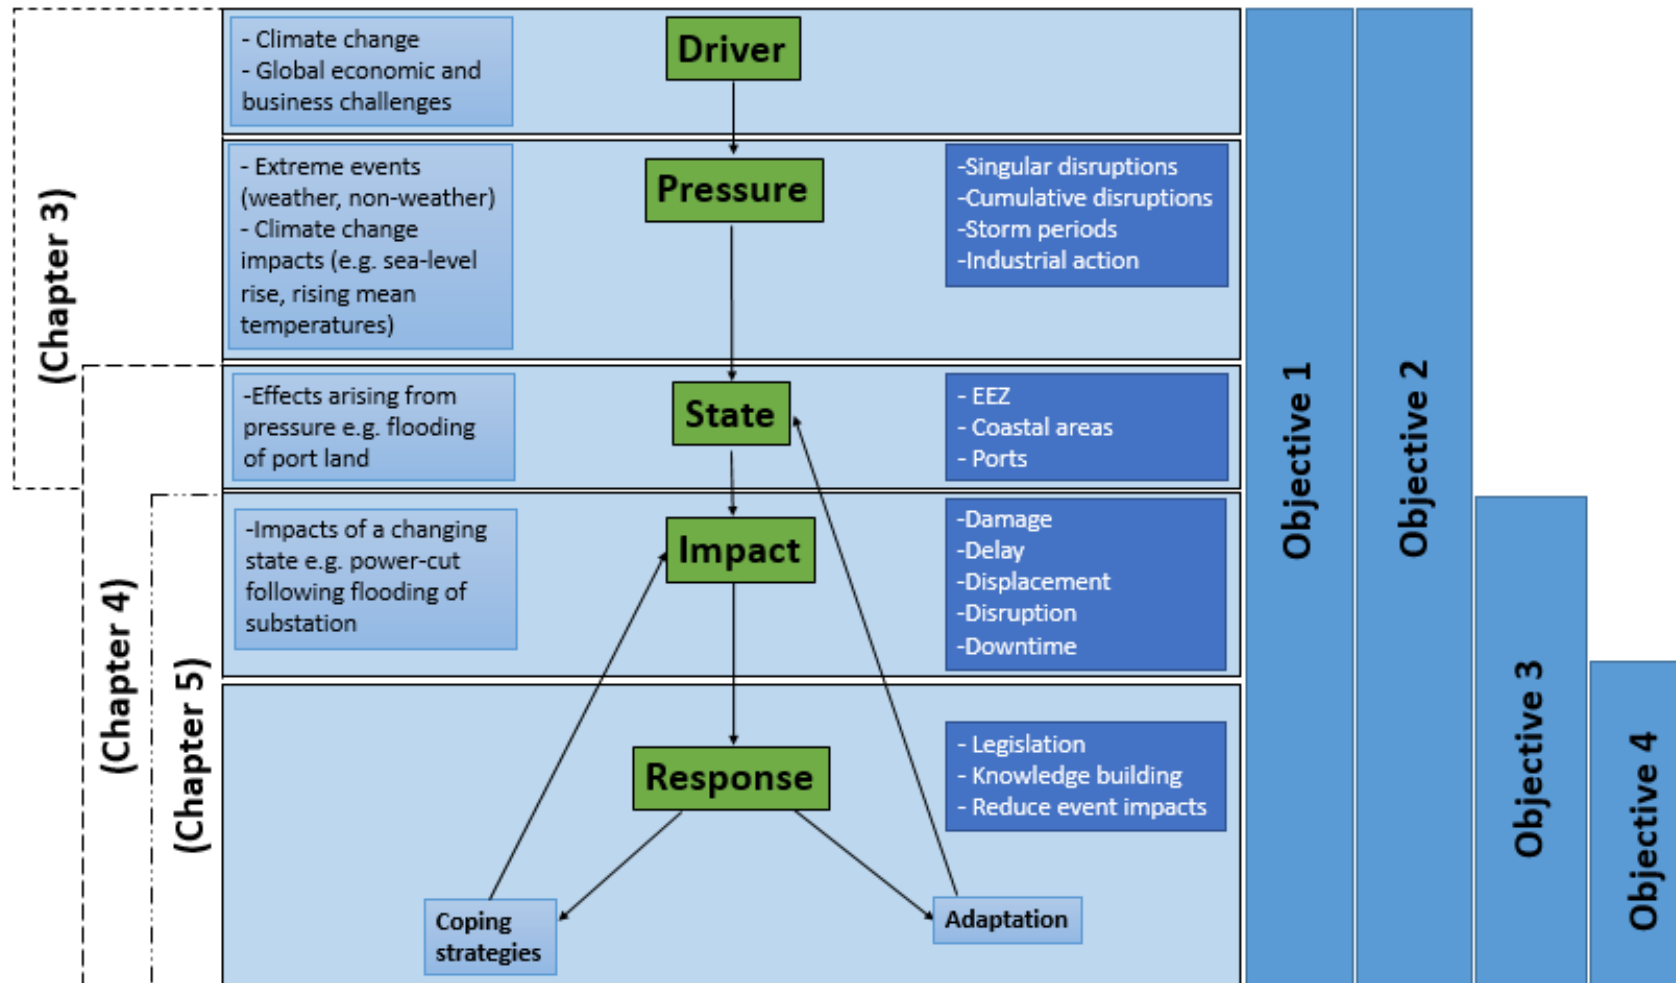 (Chapter 3)
(Chapter 4)
(Chapter 5)
- Climate change
- Global economic and
business challenges
Driver
- Extreme events
(weather, non-weather)
- Climate change
impacts (e.g. sea-level
rise, rising mean
temperatures)
Pressure
-Singular disruptions
-Cumulative disruptions
-Storm periods
-Industrial action
-Effects arising from
pressure e.g. flooding
of port land
State
- EEZ
- Coastal areas
- Ports
-Impacts of a changing
state e.g. power-cut
following flooding of
substation
Impact
-Damage
-Delay
-Displacement
-Disruption
-Downtime
Response
- Legislation
- Knowledge building
- Reduce event impacts
Coping
strategies
Adaptation
Objective 1
Objective 2
Objective 3
Objective 4